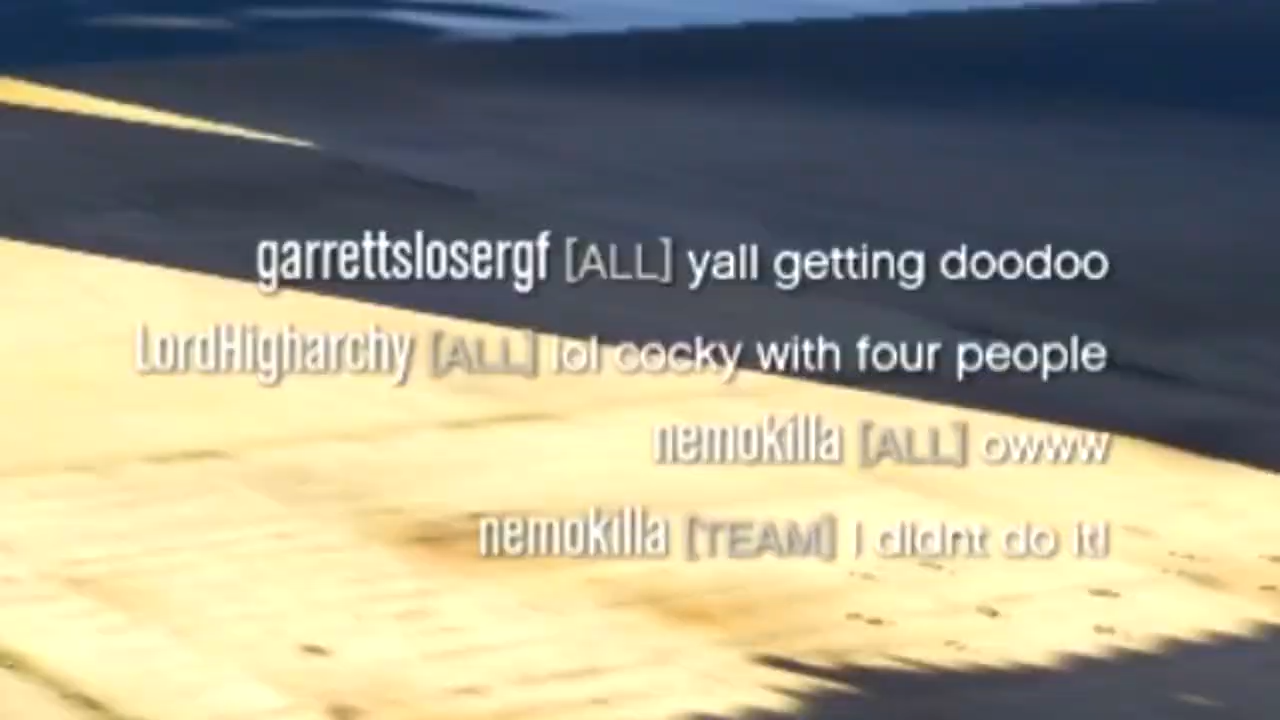 garrettslosergf [ALL] yall getting doodoo
LordHigharchy [ALL] lol cocky with four people
nemokilla [ALL] owww
nemokilla [TEAM] I didnt do it!